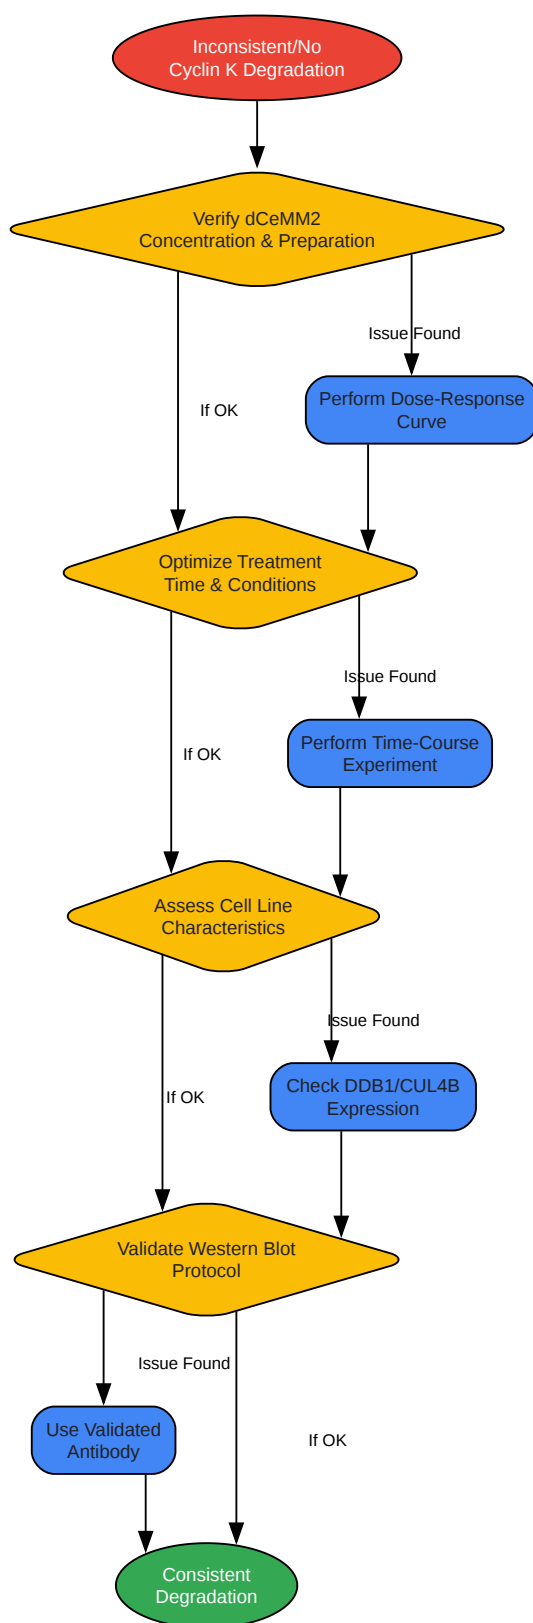 Inconsistent/No
Cyclin K Degradation
Verify dCeMM2
Concentration & Preparation
Issue Found
If OK
Perform Dose-Response
Curve
Optimize Treatment
Time & Conditions
Issue Found
If OK
Perform Time-Course
Experiment
Assess Cell Line
Characteristics
Issue Found
If OK
Check DDB1/CUL4B
Expression
Validate Western Blot
Protocol
Issue Found
Use Validated
Antibody
If OK
Consistent
Degradation